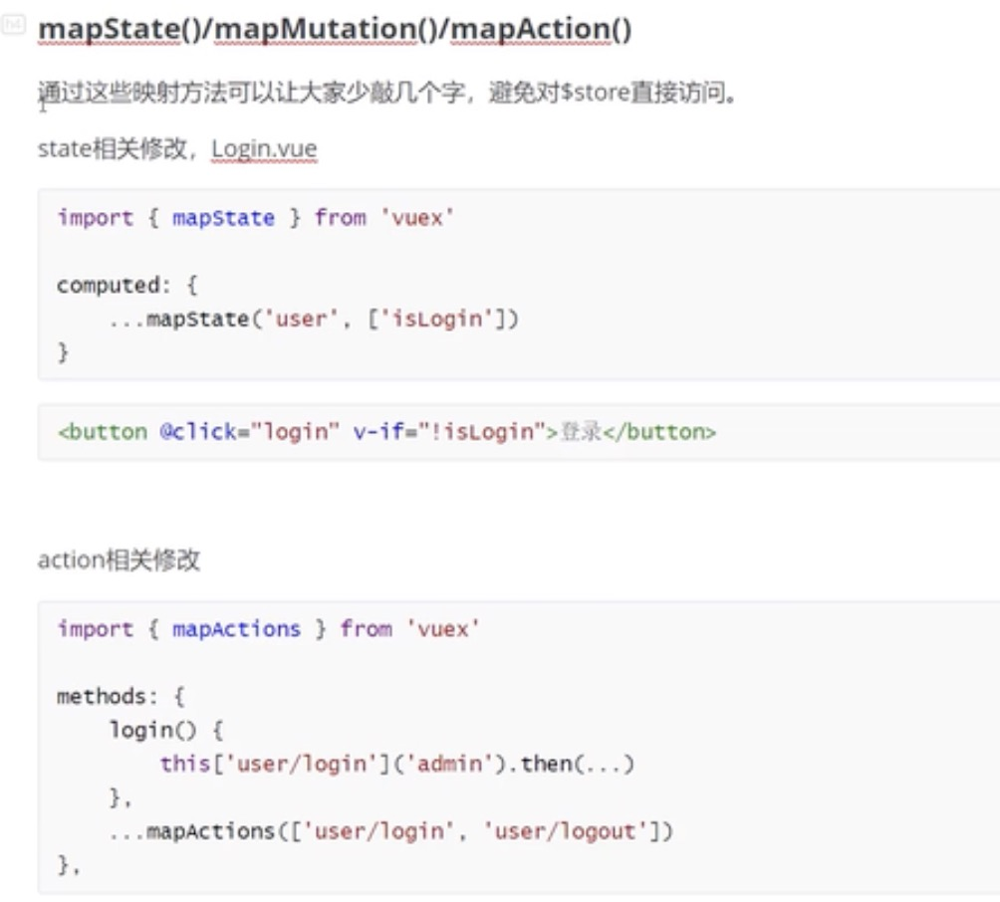 h4
mapState()/mapMutation()/mapAction()
通过这些映射方法可以让大家少敲几个字，避免对$store直接访问。
state相关修改，Login.vue
import { mapState } from 'vuex'
computed: {
    ...mapState('user', ['isLogin'])
}
<button @click="login" v-if="!isLogin">登录</button>
action相关修改
import { mapActions } from 'vuex'
methods: {
    login() {
        this['user/login']('admin').then(...)
    },
    ...mapActions(['user/login', 'user/logout'])
},